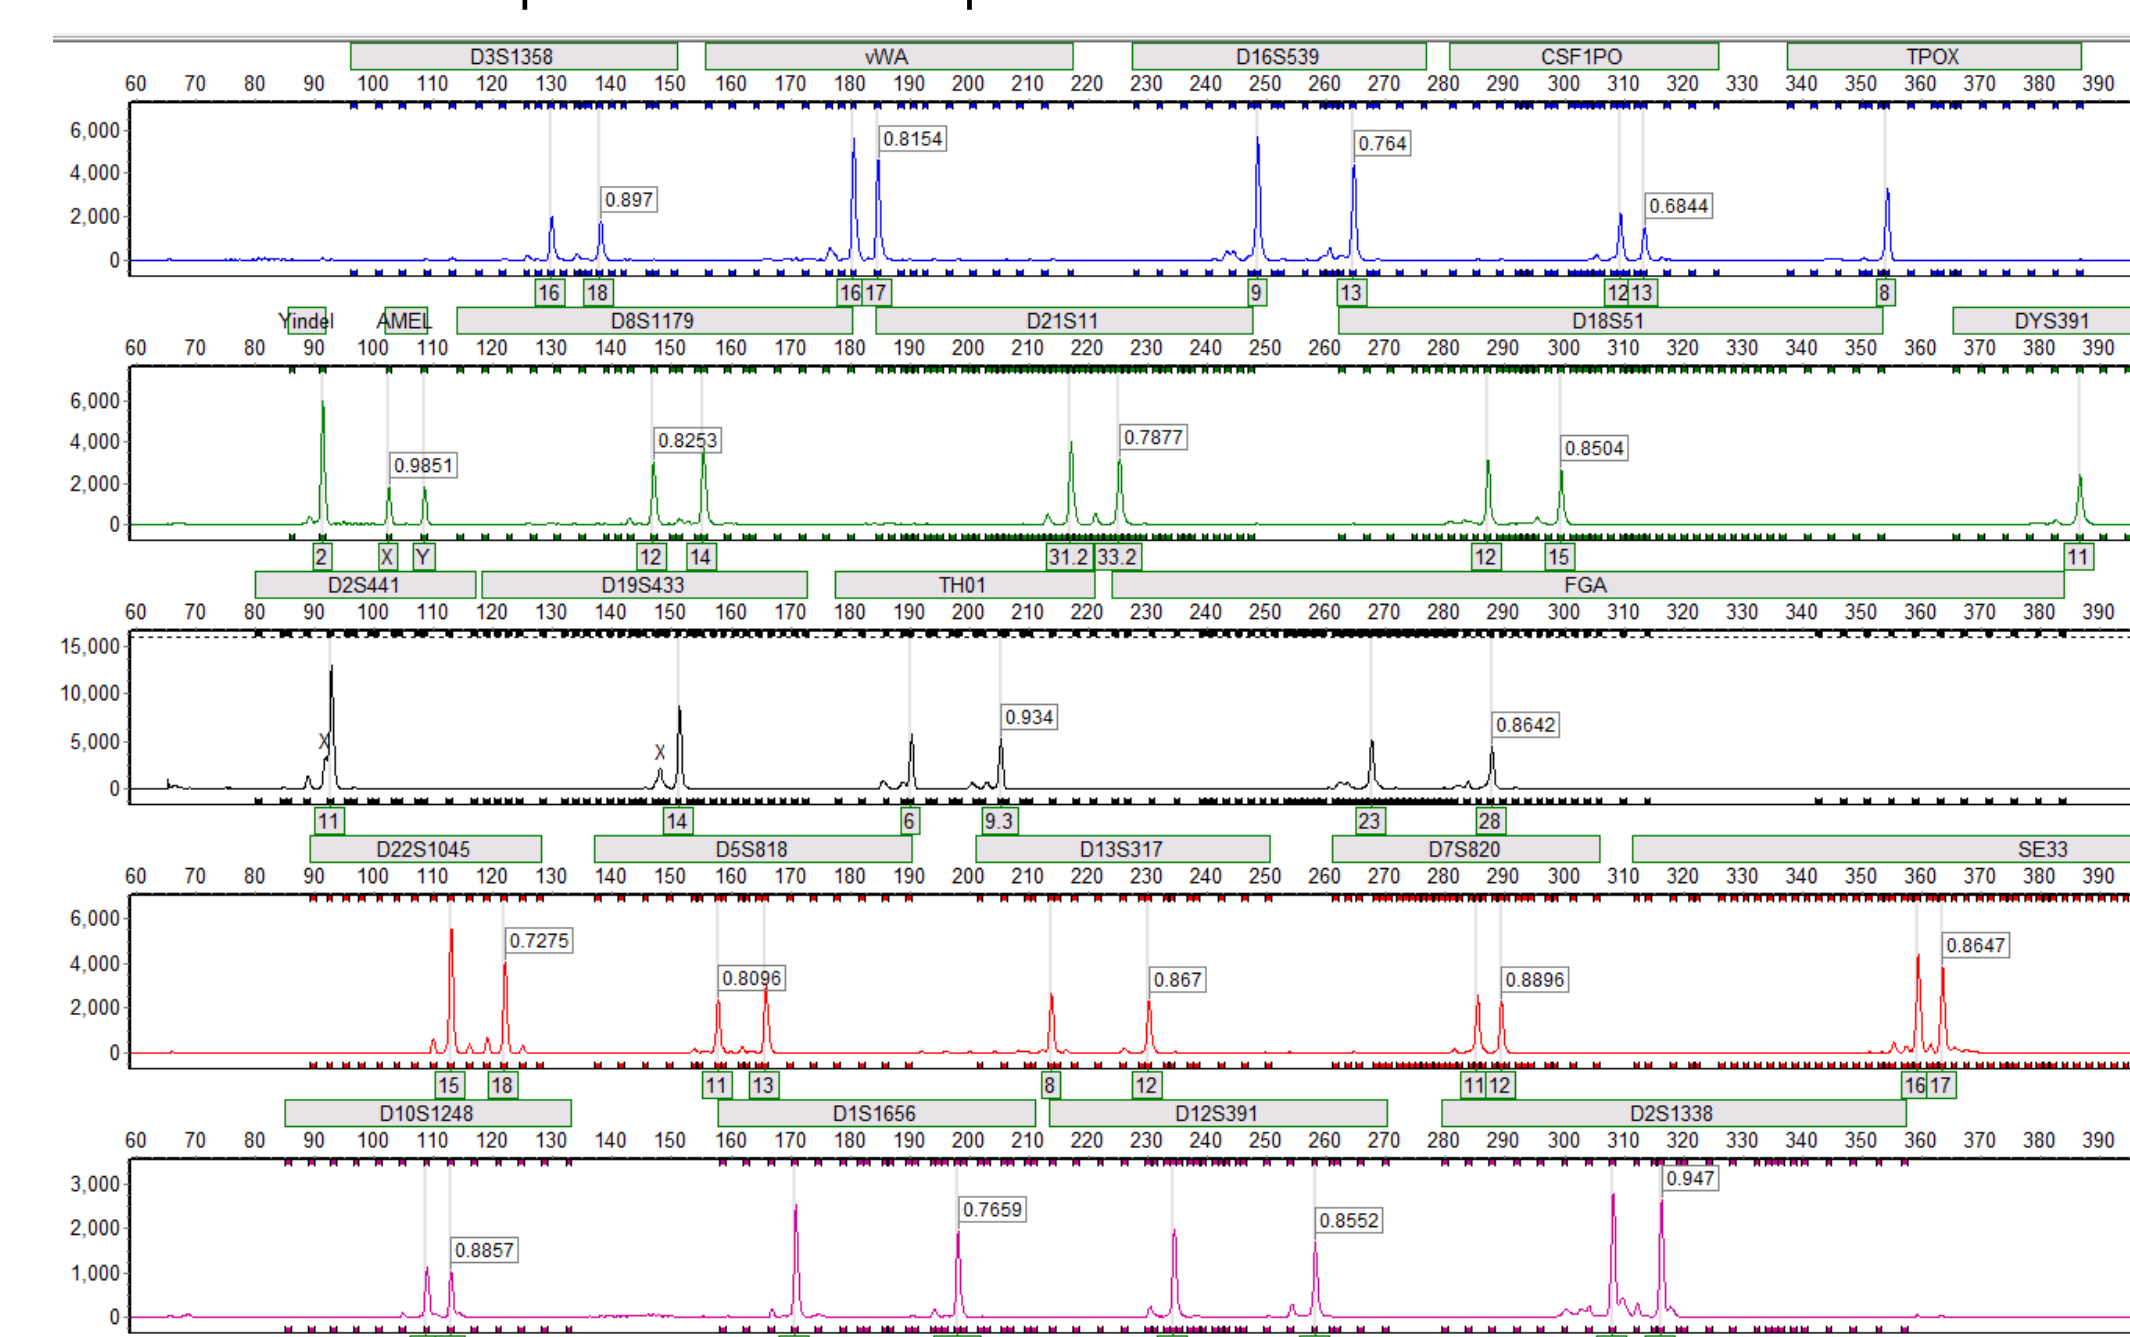 D3S1358 vWA D16S539 CSF1PO TPOX
60 70 80 90 100 110 120 130 140 150 160 170 180 190 200 210 220 230 240 250 260 270 280 290 300 310 320 330 340 350 360 370 380 390
6,000
4,000
2,000
0
0.897
0.8154
0.764
0.6844
16 18 16 17 9 13 12 13 8
Yindel AMEL D8S1179 D21S11 D18S51 DYS391
60 70 80 90 100 110 120 130 140 150 160 170 180 190 200 210 220 230 240 250 260 270 280 290 300 310 320 330 340 350 360 370 380 390
6,000
4,000
2,000
0
0.9851
0.8253
0.7877
0.8504
2 X Y 12 14 31.2 33.2 12 15 11
D2S441 D19S433 TH01 FGA
60 70 80 90 100 110 120 130 140 150 160 170 180 190 200 210 220 230 240 250 260 270 280 290 300 310 320 330 340 350 360 370 380 390
15,000
10,000
5,000
0
X
X
0.934
0.8642
11 14 6 9.3 23 28
D22S1045 D5S818 D13S317 D7S820 SE33
60 70 80 90 100 110 120 130 140 150 160 170 180 190 200 210 220 230 240 250 260 270 280 290 300 310 320 330 340 350 360 370 380 390
6,000
4,000
2,000
0
0.7275
0.8096
0.867
0.8896
0.8647
15 18 11 13 8 12 11 12 16 17
D10S1248 D1S1656 D12S391 D2S1338
60 70 80 90 100 110 120 130 140 150 160 170 180 190 200 210 220 230 240 250 260 270 280 290 300 310 320 330 340 350 360 370 380 390
3,000
2,000
1,000
0
0.8857
0.7659
0.8552
0.947